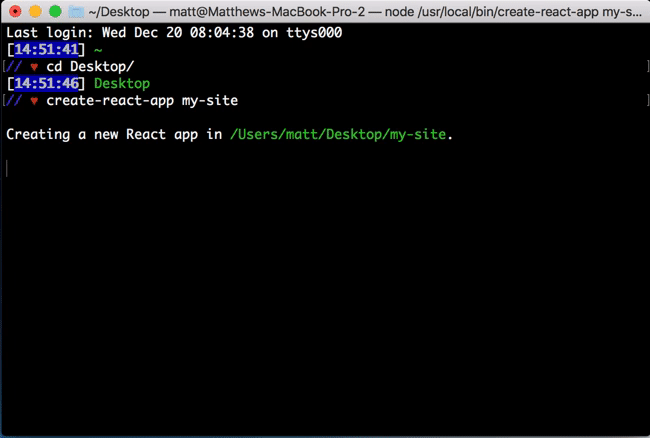 ~/Desktop — matt@Matthews-MacBook-Pro-2 — node /usr/local/bin/create-react-app my-s...
Last login: Wed Dec 20 08:04:38 on ttys000
[14:51:41] ~
[// ♥ cd Desktop/ ]
[14:51:46] Desktop
[// ♥ create-react-app my-site ]
Creating a new React app in /Users/matt/Desktop/my-site.